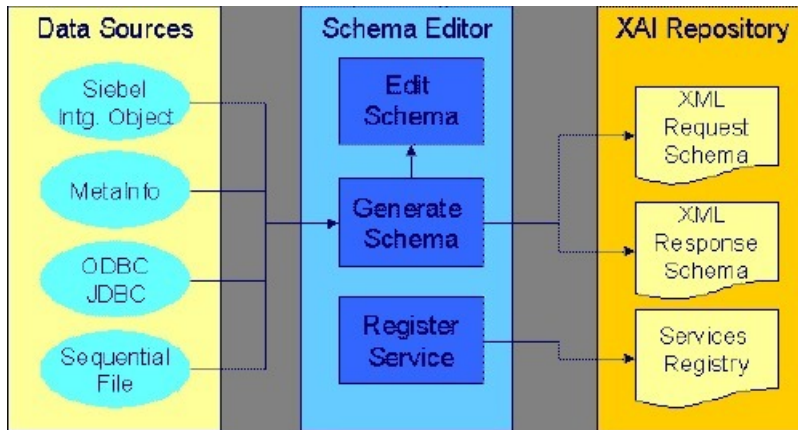 Data Sources
Schema Editor
XAI Repository
Siebel
Intg. Object
MetaInfo
ODBC
JDBC
Sequential
File
Edit
Schema
Generate
Schema
Register
Service
XML
Request
Schema
XML
Response
Schema
Services
Registry